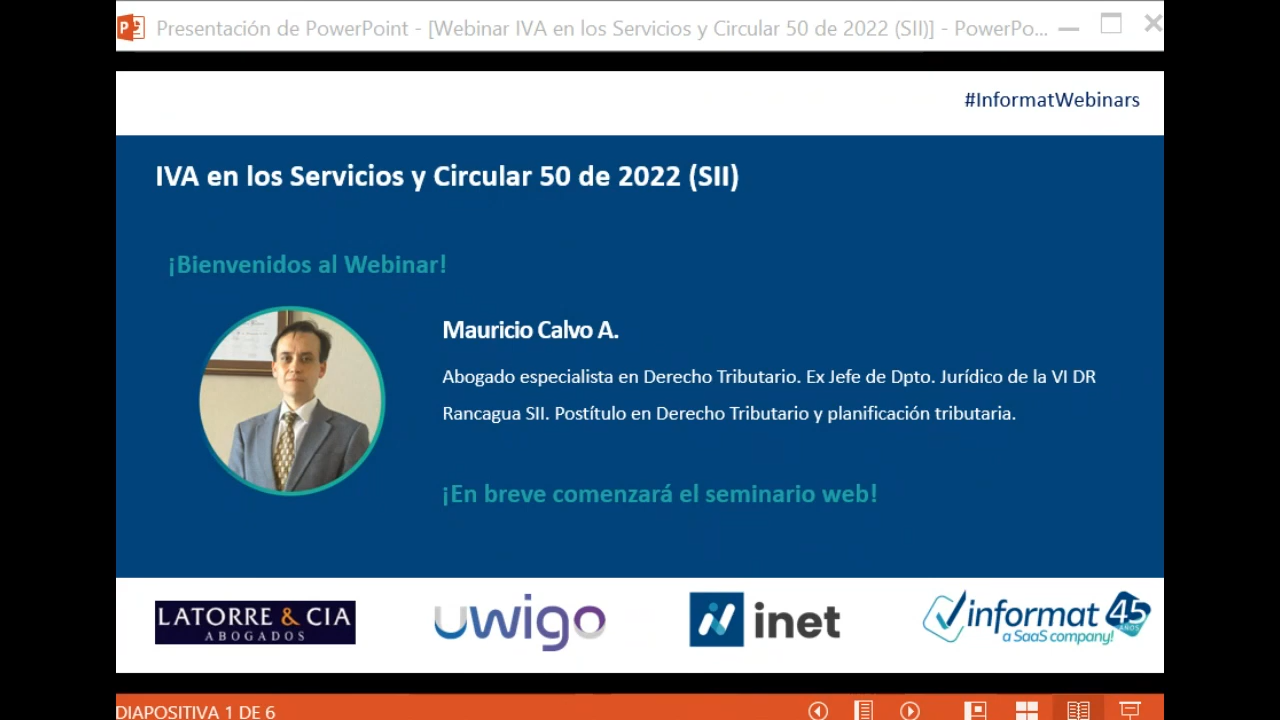 Presentación de PowerPoint - [Webinar IVA en los Servicios y Circular 50 de 2022 (SII)] - PowerPo...
#InformatWebinars
IVA en los Servicios y Circular 50 de 2022 (SII)
¡Bienvenidos al Webinar!
Mauricio Calvo A.
Abogado especialista en Derecho Tributario. Ex Jefe de Dpto. Jurídico de la VI DR
Rancagua SII. Postítulo en Derecho Tributario y planificación tributaria.
¡En breve comenzará el seminario web!
LATORRE & CIA
ABOGADOS
uwigo
inet
informat 45
AÑOS
a SaaS company!
DIAPOSITIVA 1 DE 6